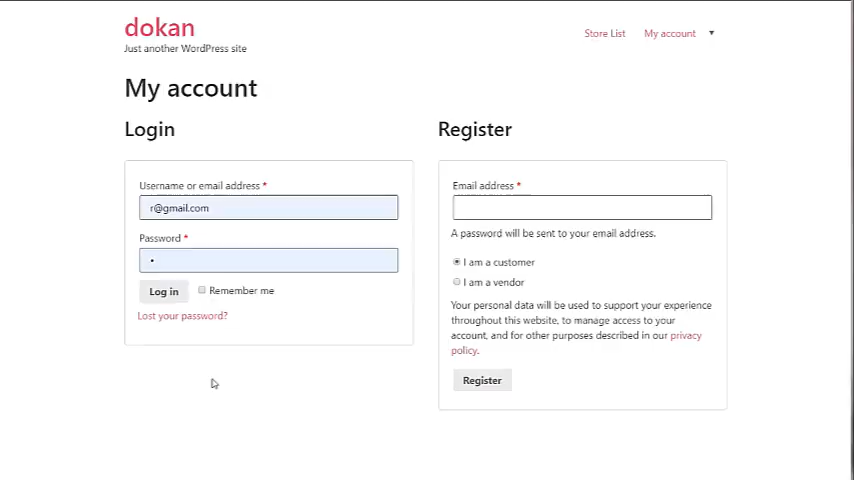 dokan
Just another WordPress site
Store List
My account
My account
Login
Username or email address *
r@gmail.com
Password *
Log in
Remember me
Lost your password?
Register
Email address *
A password will be sent to your email address.
I am a customer
I am a vendor
Your personal data will be used to support your experience
throughout this website, to manage access to your
account, and for other purposes described in our privacy
policy.
Register